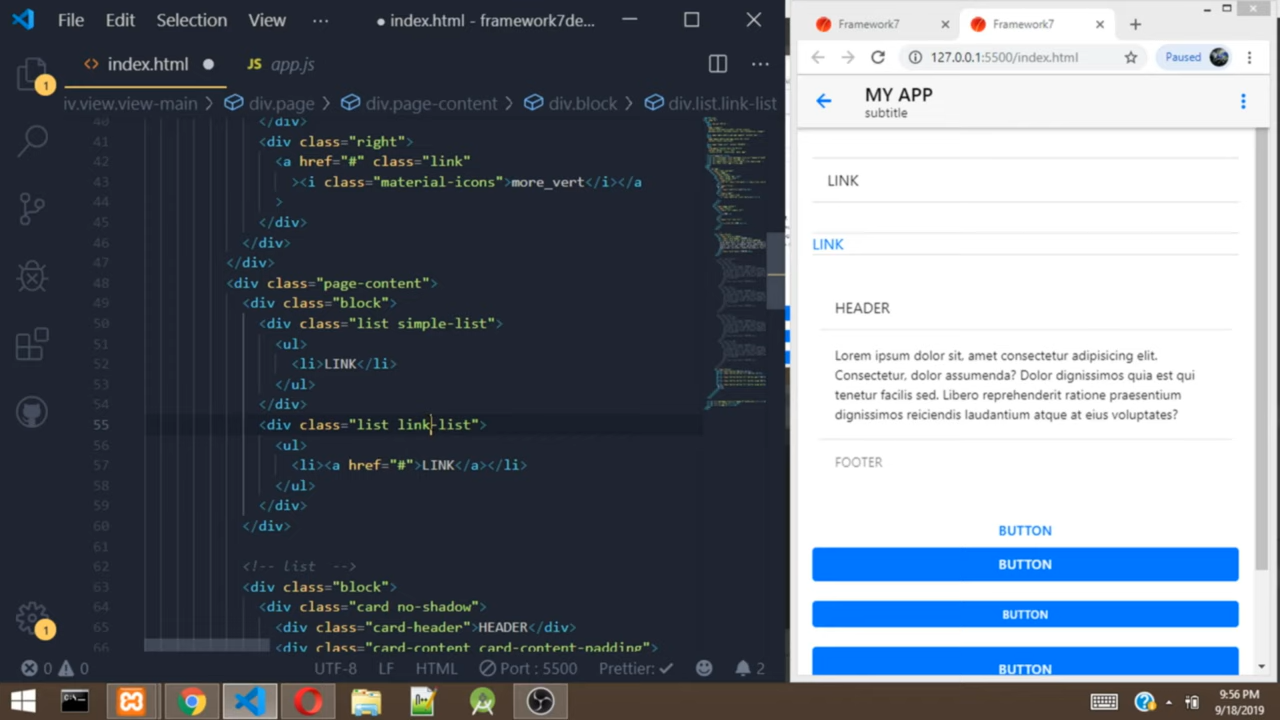 File Edit Selection View ··· ● index.html - framework7de...
<> index.html ●
JS app.js
iv.view.view-main > div.page > div.page-content > div.block > div.list.link-list
40 </div>
41 <div class="right">
42 <a href="#" class="link"
43 ><i class="material-icons">more_vert</i></a
44 >
45 </div>
46 </div>
47 </div>
48 <div class="page-content">
49 <div class="block">
50 <div class="list simple-list">
51 <ul>
52 <li>LINK</li>
53 </ul>
54 </div>
55 <div class="list link-list">
56 <ul>
57 <li><a href="#">LINK</a></li>
58 </ul>
59 </div>
60 </div>
61
62 <!-- list -->
63 <div class="block">
64 <div class="card no-shadow">
65 <div class="card-header">HEADER</div>
66 <div class="card-content card-content-padding">
1
1
0 0 UTF-8 LF HTML Port : 5500 Prettier: ✓ 2
Framework7
Framework7
127.0.0.1:5500/index.html
Paused
MY APP
subtitle
LINK
LINK
HEADER
Lorem ipsum dolor sit, amet consectetur adipisicing elit.
Consectetur, dolor assumenda? Dolor dignissimos quia est qui
tenetur facilis sed. Libero reprehenderit ratione praesentium
dignissimos reiciendis laudantium atque at eius voluptates?
FOOTER
BUTTON
BUTTON
BUTTON
BUTTON
9:56 PM
9/18/2019